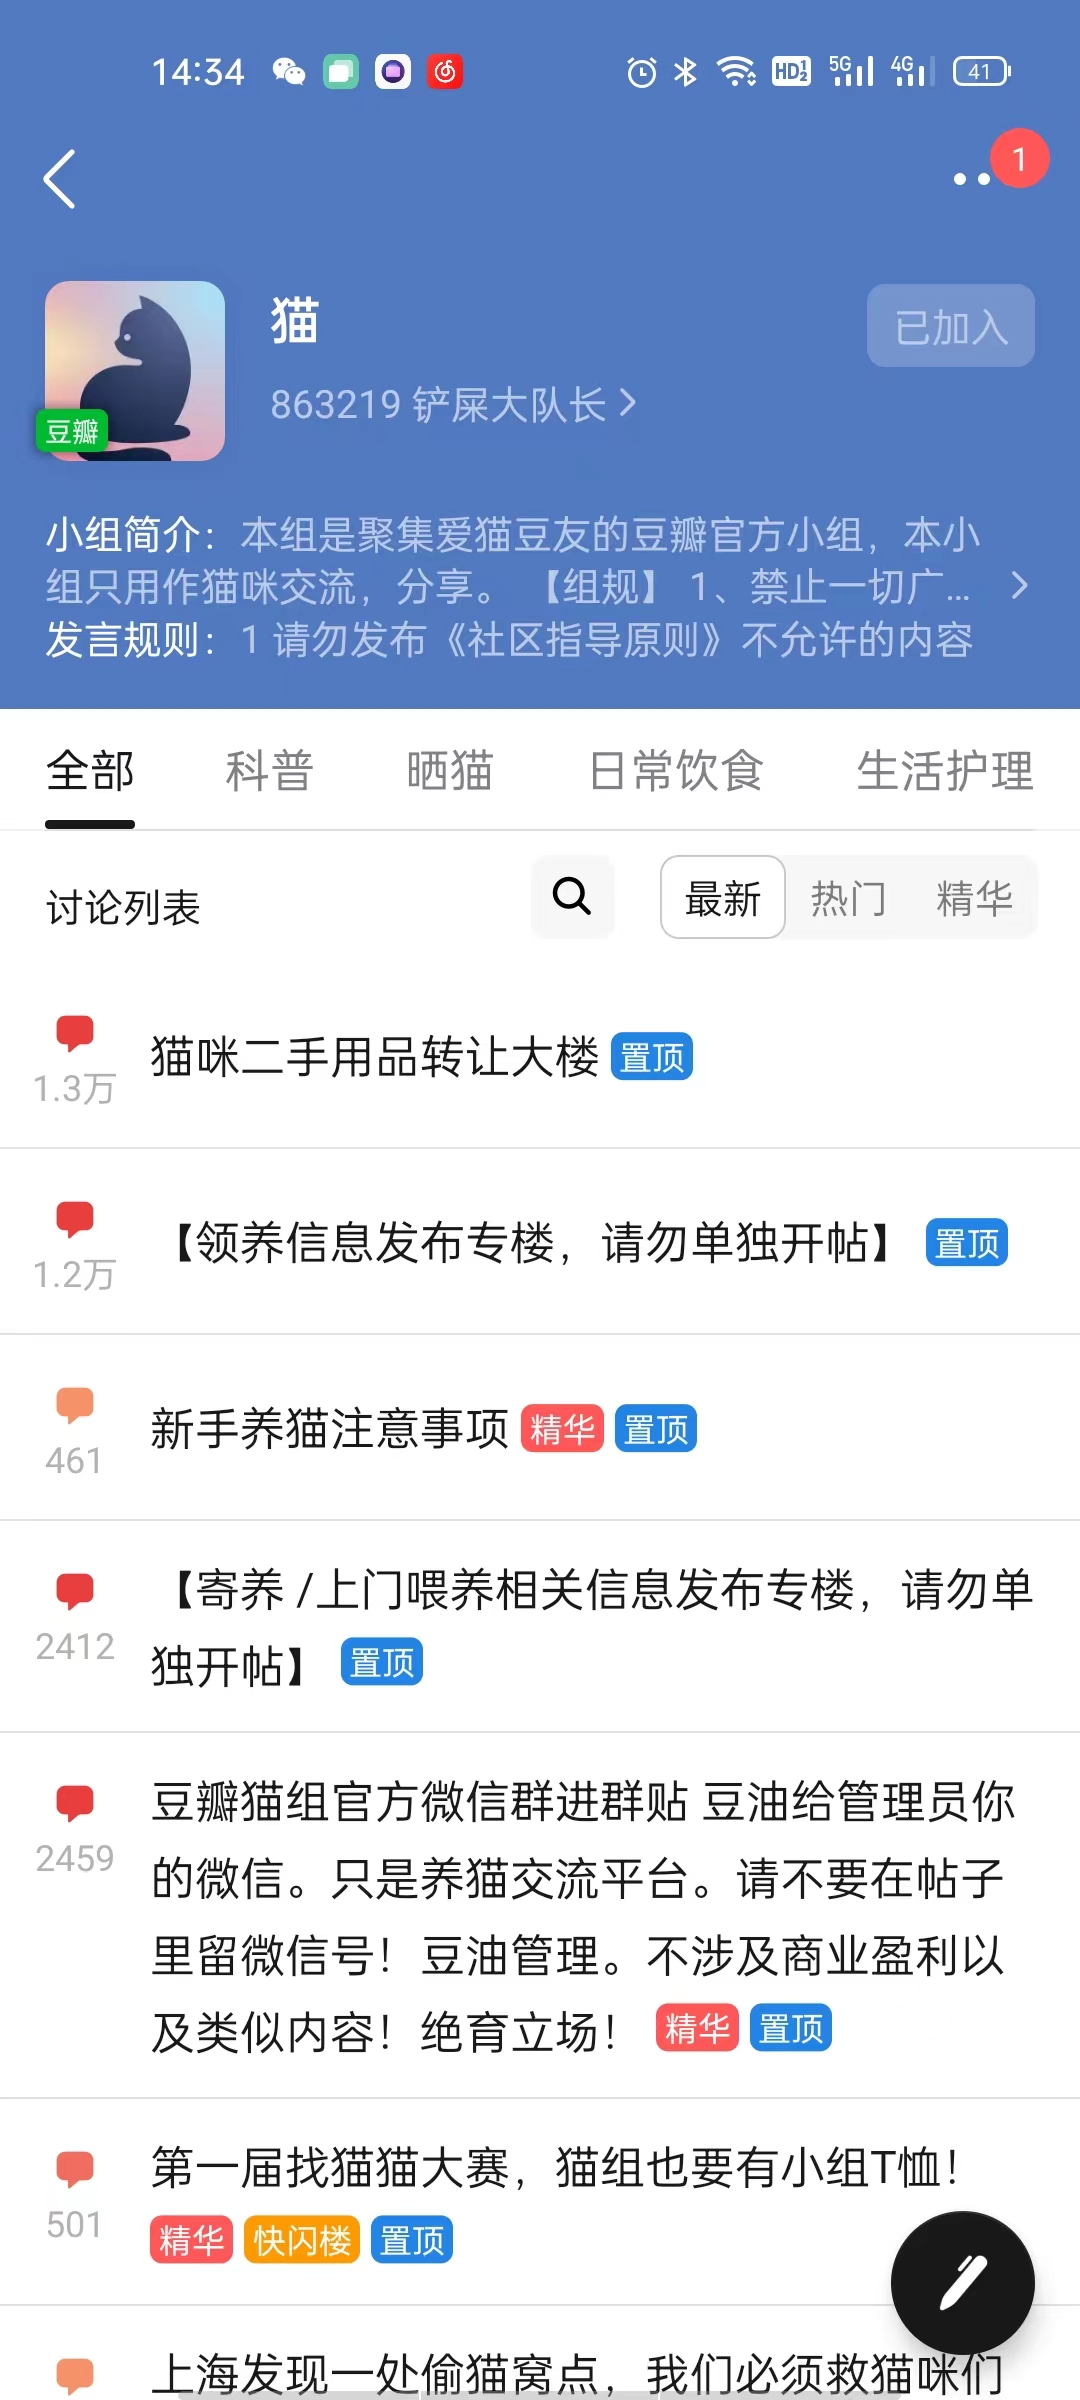 14:34
HD 1 2
5G
4G
41
1
猫
已加入
863219 铲屎大队长
豆瓣
小组简介：本组是聚集爱猫豆友的豆瓣官方小组，本小
组只用作猫咪交流，分享。 【组规】 1、禁止一切广...
发言规则：1 请勿发布《社区指导原则》不允许的内容
全部 科普 晒猫 日常饮食 生活护理
讨论列表 最新 热门 精华
猫咪二手用品转让大楼 置顶
1.3万
【领养信息发布专楼，请勿单独开帖】 置顶
1.2万
新手养猫注意事项 精华 置顶
461
【寄养 /上门喂养相关信息发布专楼，请勿单
2412
独开帖】 置顶
豆瓣猫组官方微信群进群贴 豆油给管理员你
2459
的微信。只是养猫交流平台。请不要在帖子
里留微信号！豆油管理。不涉及商业盈利以
及类似内容！绝育立场！ 精华 置顶
第一届找猫猫大赛，猫组也要有小组T恤！
501
精华 快闪楼 置顶
上海发现一处偷猫窝点，我们必须救猫咪们